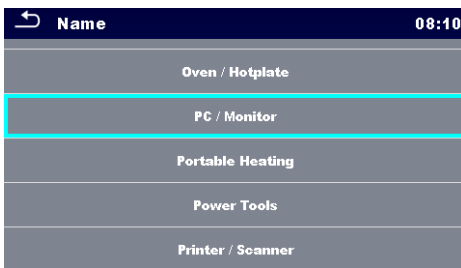 Name 08:10
Oven / Hotplate
PC / Monitor
Portable Heating
Power Tools
Printer / Scanner